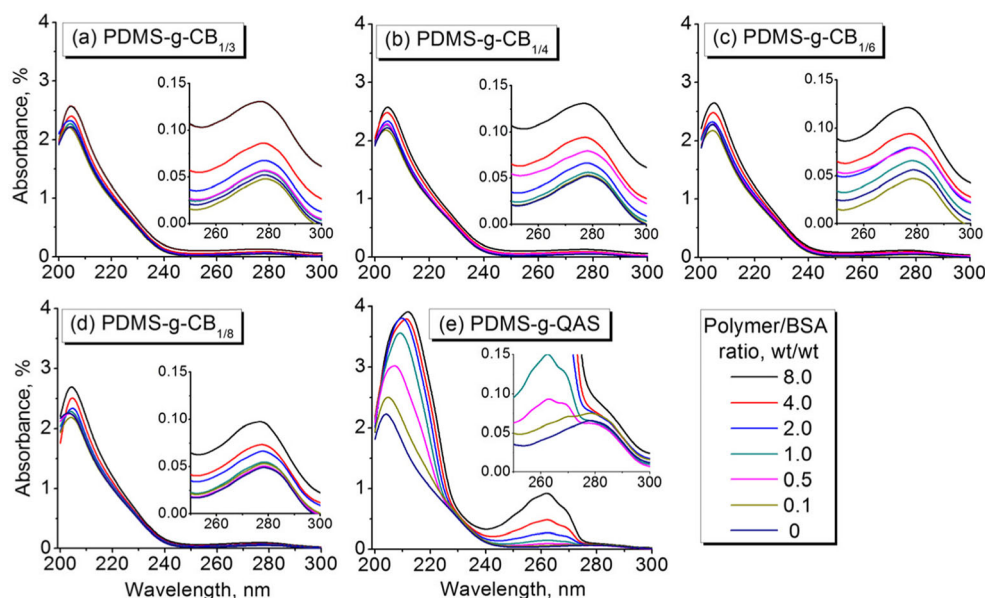 (a) PDMS-g-CB1/3
(b) PDMS-g-CB1/4
(c) PDMS-g-CB1/6
Absorbance, %
4
3
2
1
0
0.15
0.10
0.05
0.00
260 280 300
200 220 240 260 280 300
4
3
2
1
0
0.15
0.10
0.05
0.00
260 280 300
200 220 240 260 280 300
4
3
2
1
0
0.15
0.10
0.05
0.00
260 280 300
200 220 240 260 280 300
(d) PDMS-g-CB1/8
Absorbance, %
4
3
2
1
0
0.15
0.10
0.05
0.00
260 280 300
200 220 240 260 280 300
Wavelength, nm
(e) PDMS-g-QAS
4
3
2
1
0
0.15
0.10
0.05
0.00
260 280 300
200 220 240 260 280 300
Wavelength, nm
Polymer/BSA
ratio, wt/wt
8.0
4.0
2.0
1.0
0.5
0.1
0